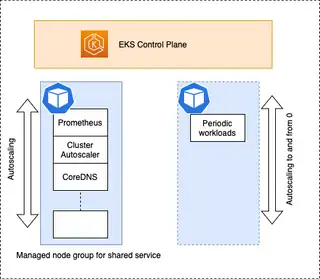 EKS Control Plane
Autoscaling
Prometheus
Cluster
Autoscaler
CoreDNS
Periodic
workloads
Autoscaling to and from 0
Managed node group for shared service